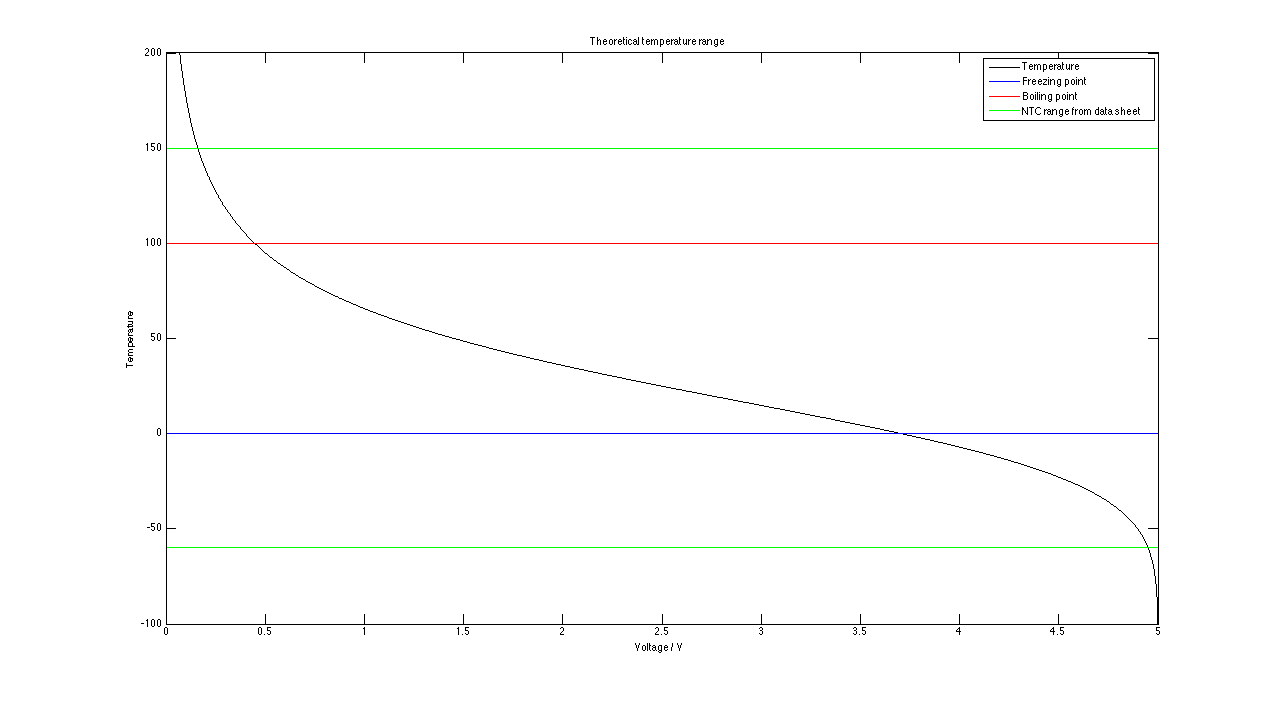 Theoretical temperature range
Temperature
Freezing point
Boiling point
NTC range from data sheet
200
150
100
50
0
-50
-100
Temperature
0 0.5 1 1.5 2 2.5 3 3.5 4 4.5 5
Voltage / V